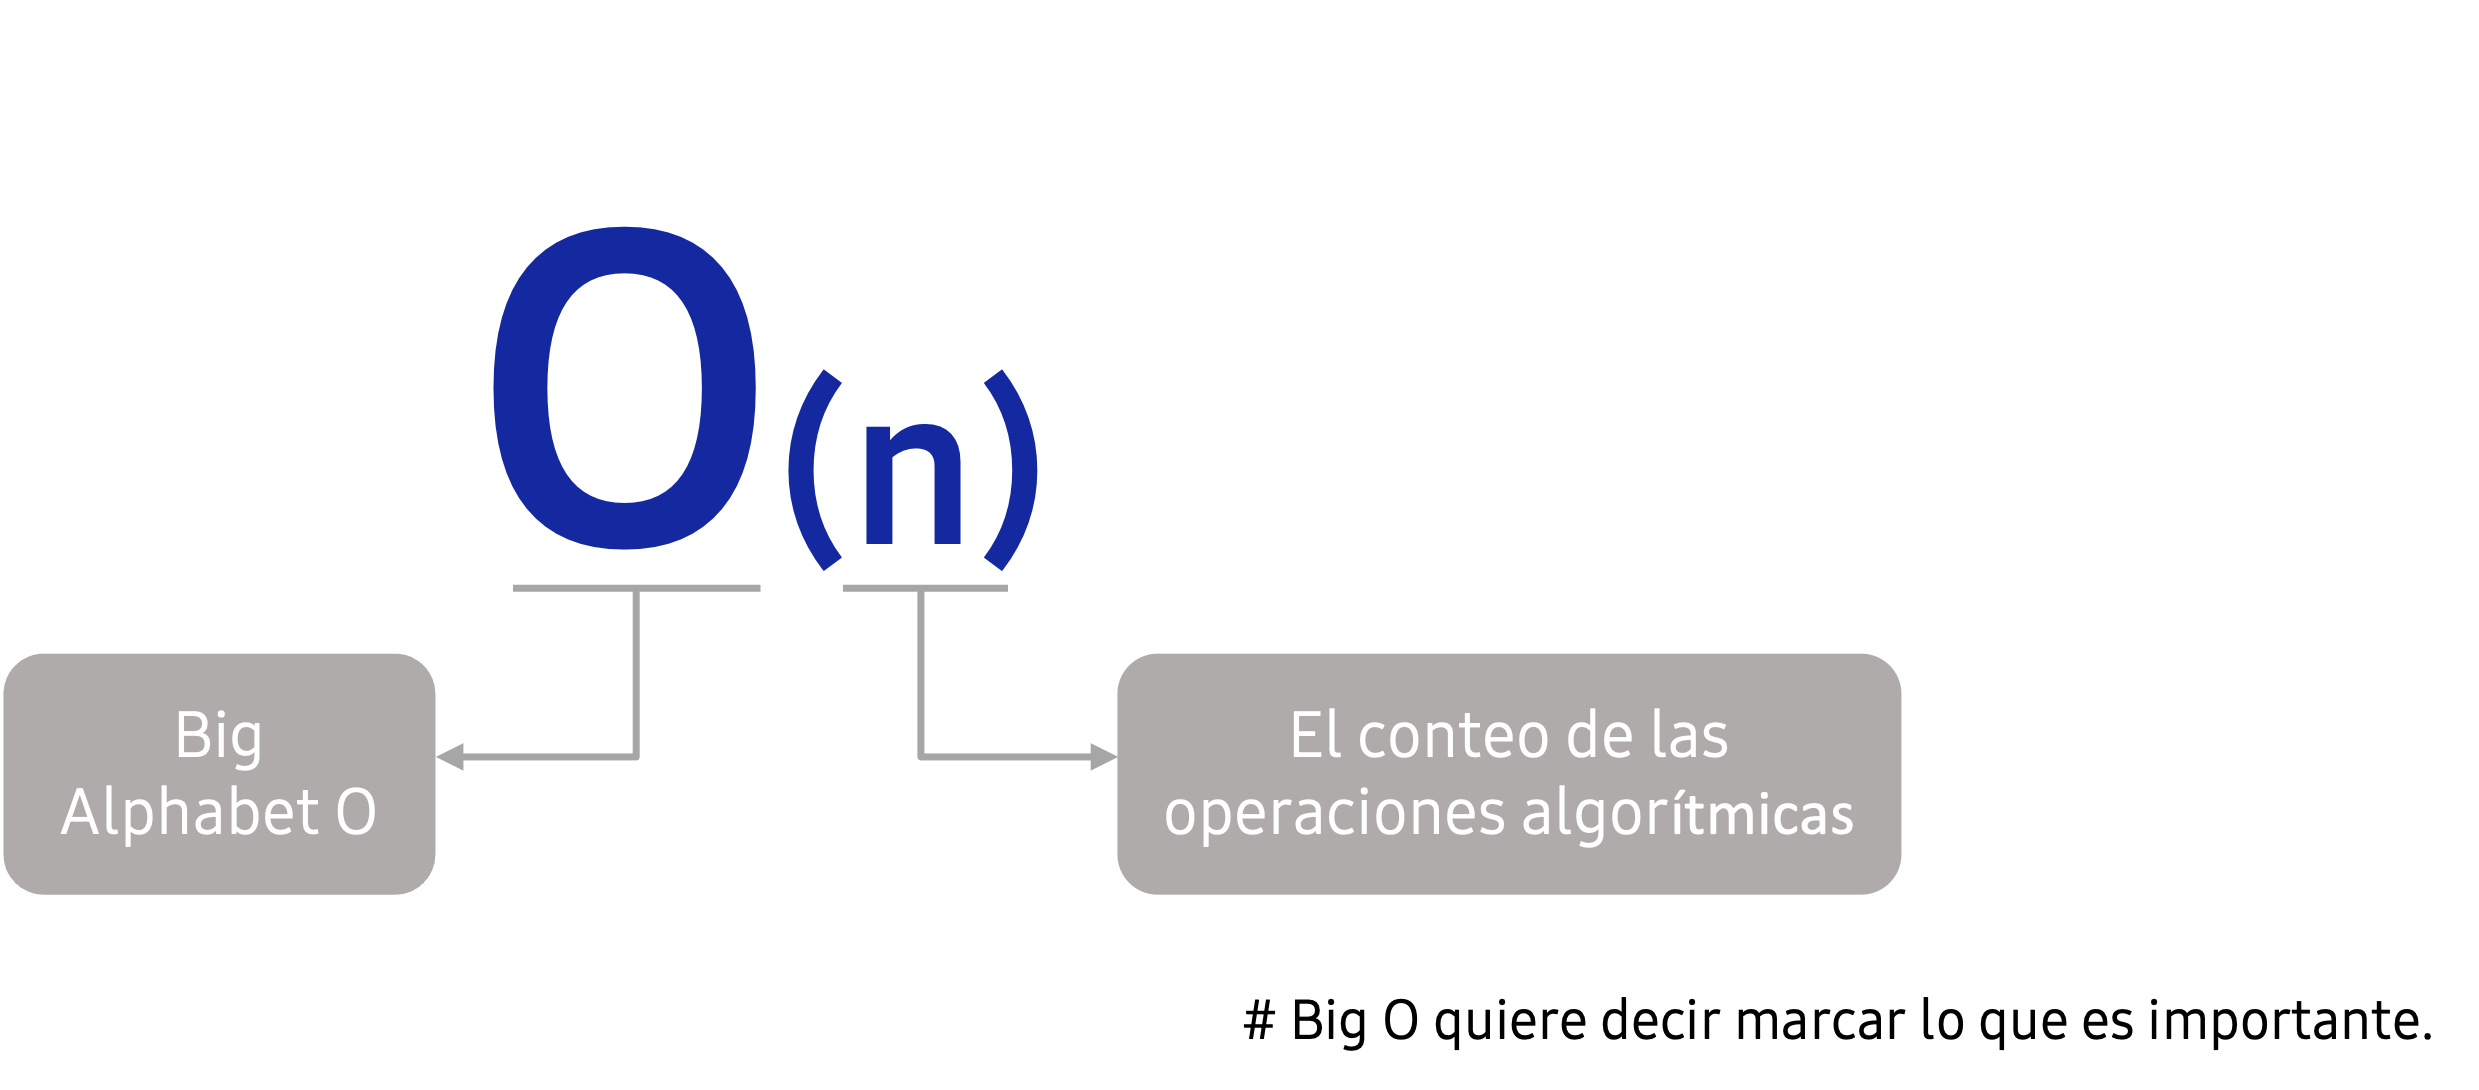 O(n)
Big
Alphabet O
El conteo de las
operaciones algorítmicas
# Big O quiere decir marcar lo que es importante.